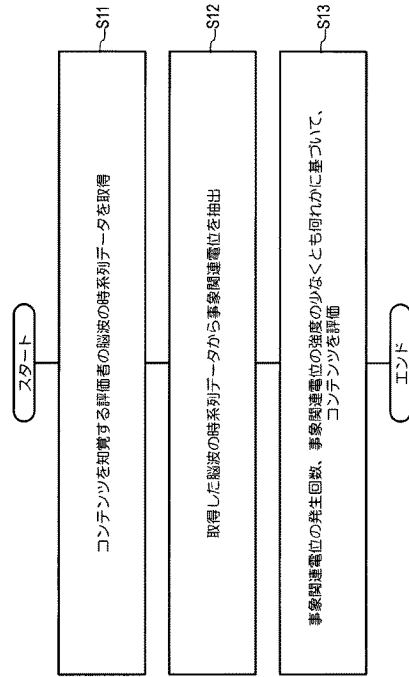 スタート
コンテンツを知覚する評価者の脳波の時系列データを取得
S11
取得した脳波の時系列データから事象関連電位を抽出
S12
事象関連電位の発生回数、事象関連電位の強度の少なくとも何れかに基づいて、
コンテンツを評価
S13
エンド